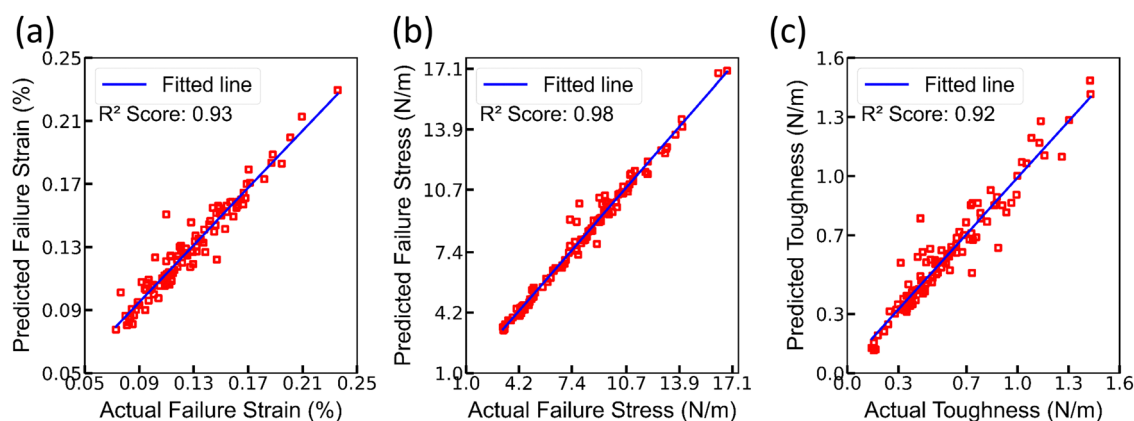 (a)
0.25
0.21
0.17
0.13
0.09
0.05
Predicted Failure Strain (%)
Fitted line
R² Score: 0.93
0.05 0.09 0.13 0.17 0.21 0.25
Actual Failure Strain (%)
(b)
17.1
13.9
10.7
7.4
4.2
1.0
Predicted Failure Stress (N/m)
Fitted line
R² Score: 0.98
1.0 4.2 7.4 10.7 13.9 17.1
Actual Failure Stress (N/m)
(c)
1.6
1.3
1.0
0.7
0.3
0.0
Predicted Toughness (N/m)
Fitted line
R² Score: 0.92
0.0 0.3 0.7 1.0 1.3 1.6
Actual Toughness (N/m)